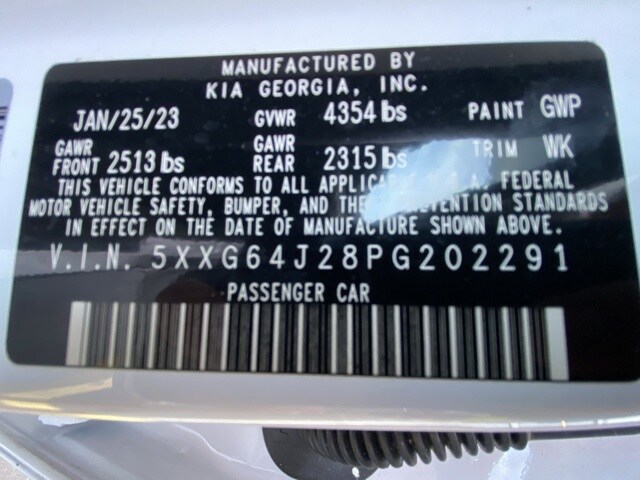 MANUFACTURED BY
KIA GEORGIA, INC.
JAN/25/23 GVWR 4354 lbs PAINT GWP
GAWR FRONT 2513 lbs GAWR REAR 2315 lbs TRIM WK
THIS VEHICLE CONFORMS TO ALL FEDERAL
MOTOR VEHICLE SAFETY, BUMPER, AND STANDARDS
IN EFFECT ON THE DATE OF MANUFACTURE SHOWN ABOVE.
V.I.N. 5XXG64J28PG202291
PASSENGER CAR